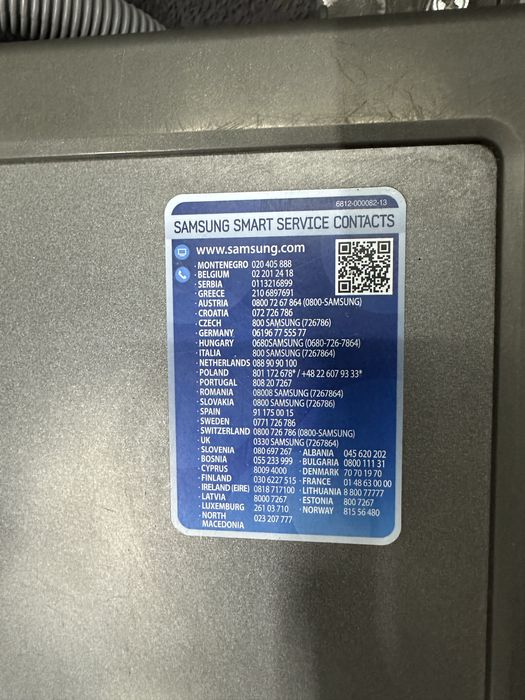 6812-000082-13
SAMSUNG SMART SERVICE CONTACTS
www.samsung.com
· MONTENEGRO 020 405 888
· BELGIUM 02 201 24 18
· SERBIA 0113216899
· GREECE 210 6897691
· AUSTRIA 0800 72 67 864 (0800-SAMSUNG)
· CROATIA 072 726 786
· CZECH 800 SAMSUNG (726786)
· GERMANY 06196 77 555 77
· HUNGARY 0680SAMSUNG (0680-726-7864)
· ITALIA 800 SAMSUNG (7267864)
· NETHERLANDS 088 90 90 100
· POLAND 801 172 678* / +48 22 607 93 33*
· PORTUGAL 808 20 7267
· ROMANIA 08008 SAMSUNG (7267864)
· SLOVAKIA 0800 SAMSUNG (726786)
· SPAIN 91 175 00 15
· SWEDEN 0771 726 786
· SWITZERLAND 0800 726 786 (0800-SAMSUNG)
· UK 0330 SAMSUNG (7267864)
· SLOVENIA 080 697 267 · ALBANIA 045 620 202
· BOSNIA 055 233 999 · BULGARIA 0800 111 31
· CYPRUS 8009 4000 · DENMARK 70 70 19 70
· FINLAND 030 6227 515 · FRANCE 01 48 63 00 00
· IRELAND (EIRE) 0818 717100 · LITHUANIA 8 800 77777
· LATVIA 8000 7267 · ESTONIA 800 7267
· LUXEMBURG 261 03 710 · NORWAY 815 56 480
· NORTH MACEDONIA 023 207 777